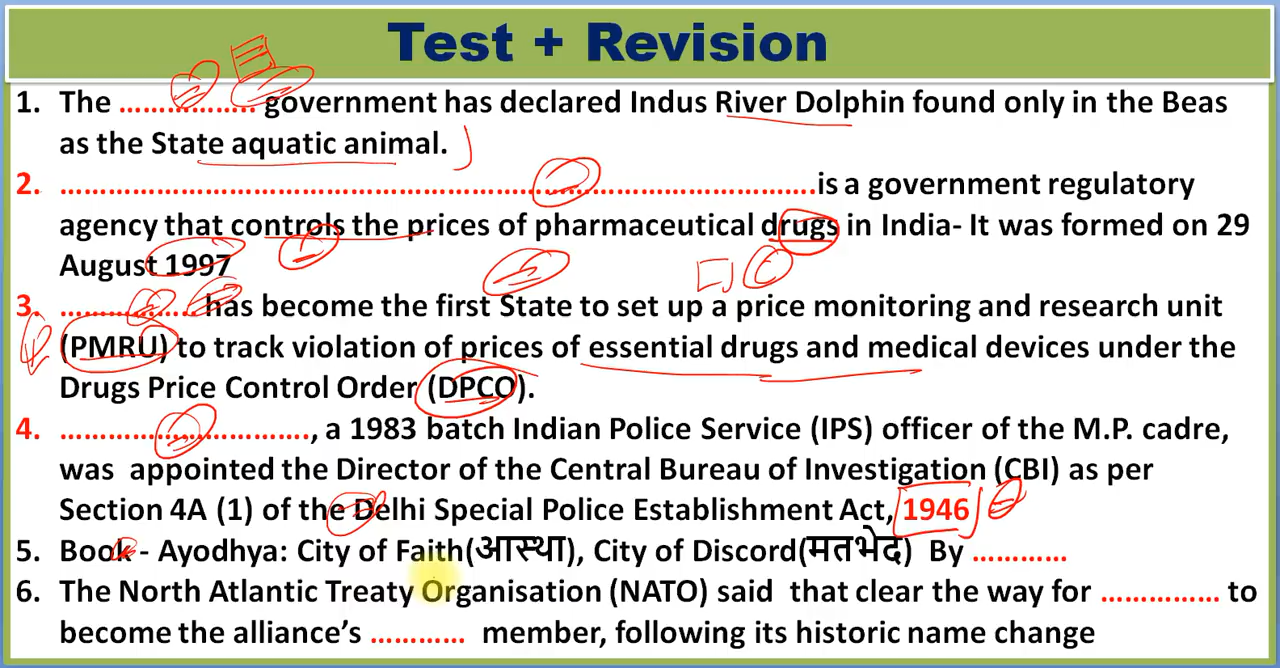 Test + Revision
1. The ……………….. government has declared Indus River Dolphin found only in the Beas
as the State aquatic animal.
2. ……………………………………………………………………………………………….is a government regulatory
agency that controls the prices of pharmaceutical drugs in India- It was formed on 29
August 1997
3. ………………… has become the first State to set up a price monitoring and research unit
(PMRU) to track violation of prices of essential drugs and medical devices under the
Drugs Price Control Order (DPCO).
4. ………………………………., a 1983 batch Indian Police Service (IPS) officer of the M.P. cadre,
was appointed the Director of the Central Bureau of Investigation (CBI) as per
Section 4A (1) of the Delhi Special Police Establishment Act, 1946
5. Book - Ayodhya: City of Faith(आस्था), City of Discord(मतभेद) By …………
6. The North Atlantic Treaty Organisation (NATO) said that clear the way for …………… to
become the alliance’s ………… member, following its historic name change